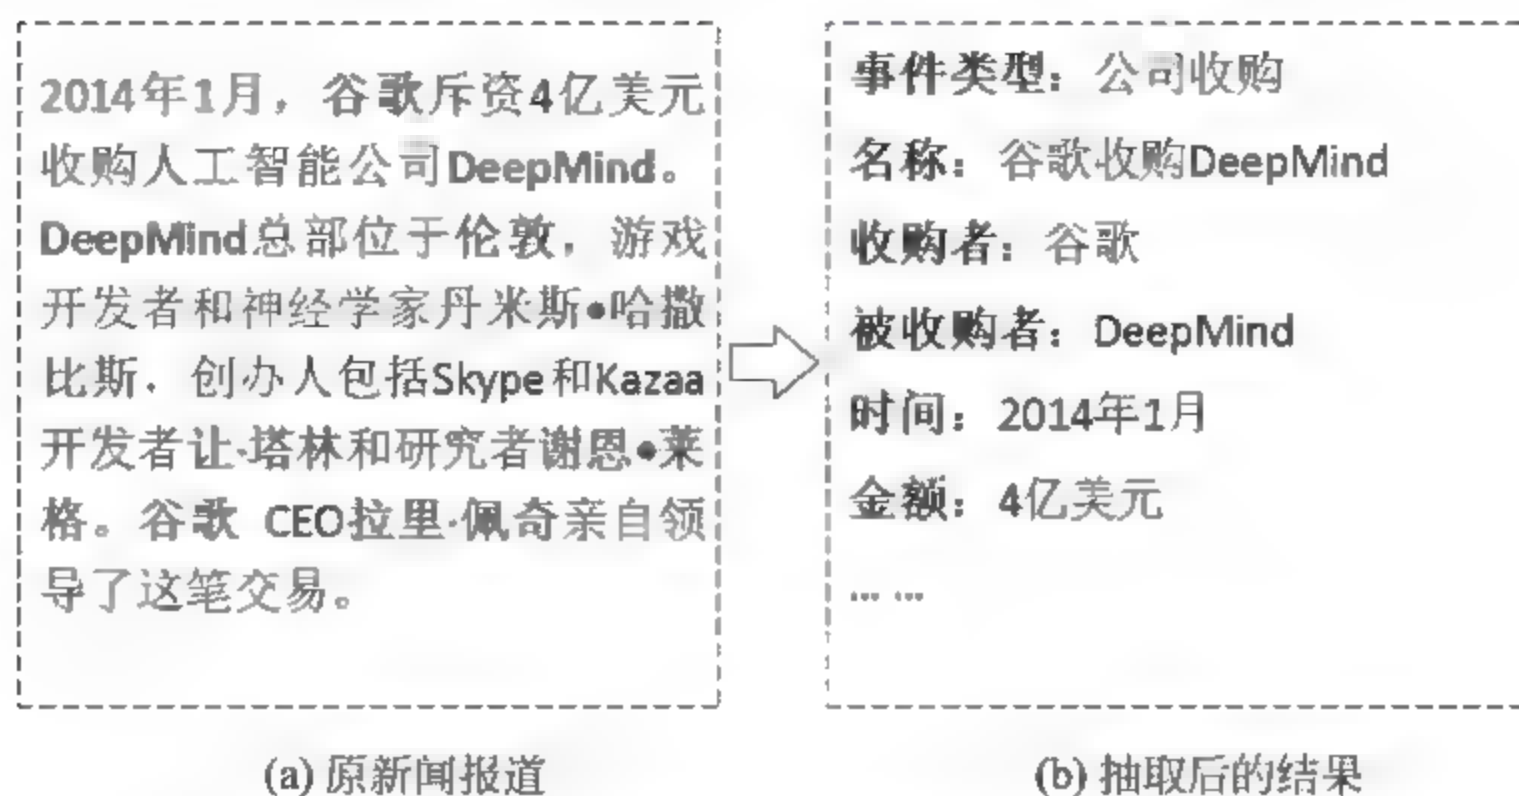 2014年1月，谷歌斥资4亿美元
收购人工智能公司DeepMind。
DeepMind总部位于伦敦，游戏
开发者和神经学家丹米斯•哈撒
比斯．创办人包括Skype和Kazaa
开发者让·塔林和研究者谢恩•莱
格。谷歌 CEO拉里·佩奇亲自领
导了这笔交易。
(a) 原新闻报道
事件类型：公司收购
名称：谷歌收购DeepMind
收购者：谷歌
被收购者：DeepMind
时间：2014年1月
金额：4亿美元
... ...
(b) 抽取后的结果